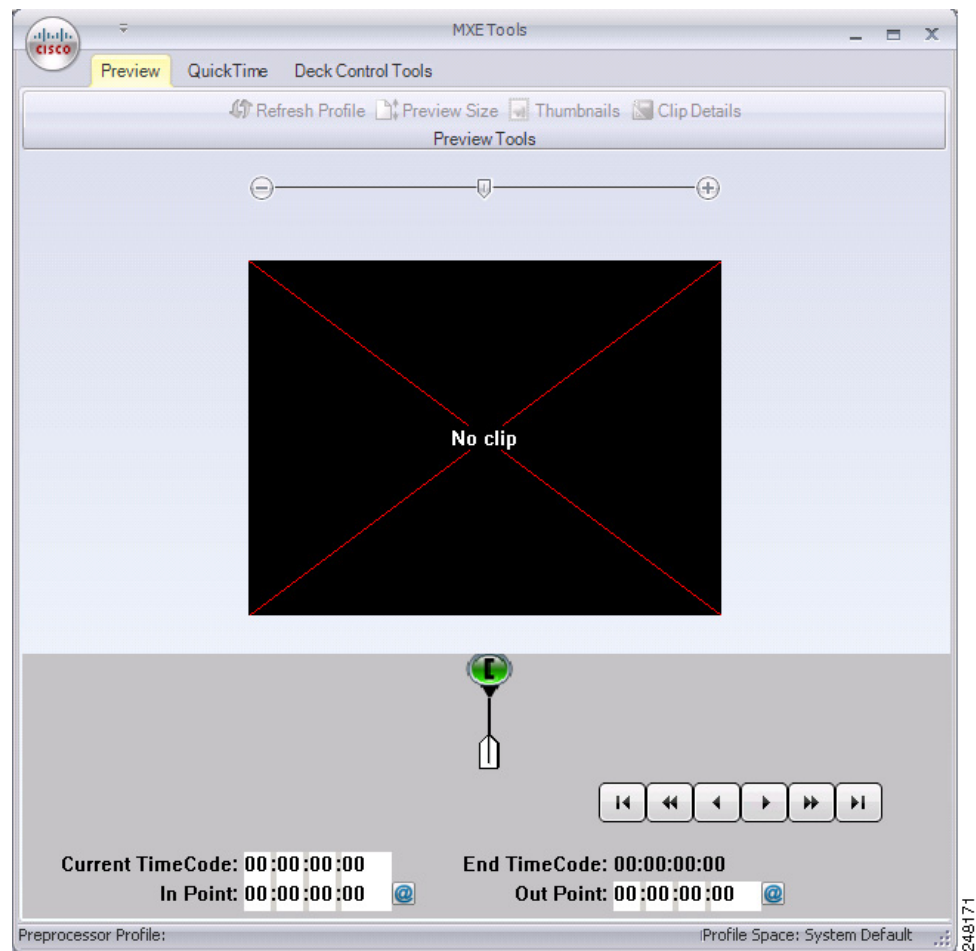 MXE Tools
CISCO
Preview QuickTime Deck Control Tools
Refresh Profile Preview Size Thumbnails Clip Details
Preview Tools
No clip
Current TimeCode: 00:00:00:00 End TimeCode: 00:00:00:00
In Point: 00:00:00:00 @ Out Point: 00:00:00:00 @
Preprocessor Profile: Profile Space: System Default
248171